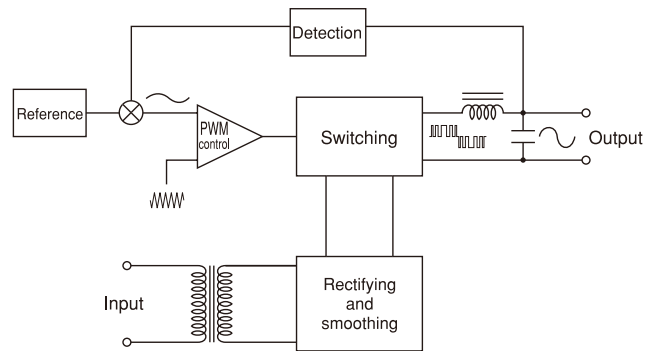 Detection
Reference
PWM
control
Switching
Output
Input
Rectifying
and
smoothing